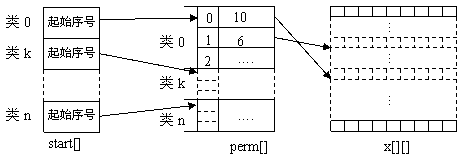 类 0 起始序号 0 10
类 k 起始序号 类 0 1 6
2 ....
类 k
类 n 起始序号 类 n ....
start[] perm[] x[][]